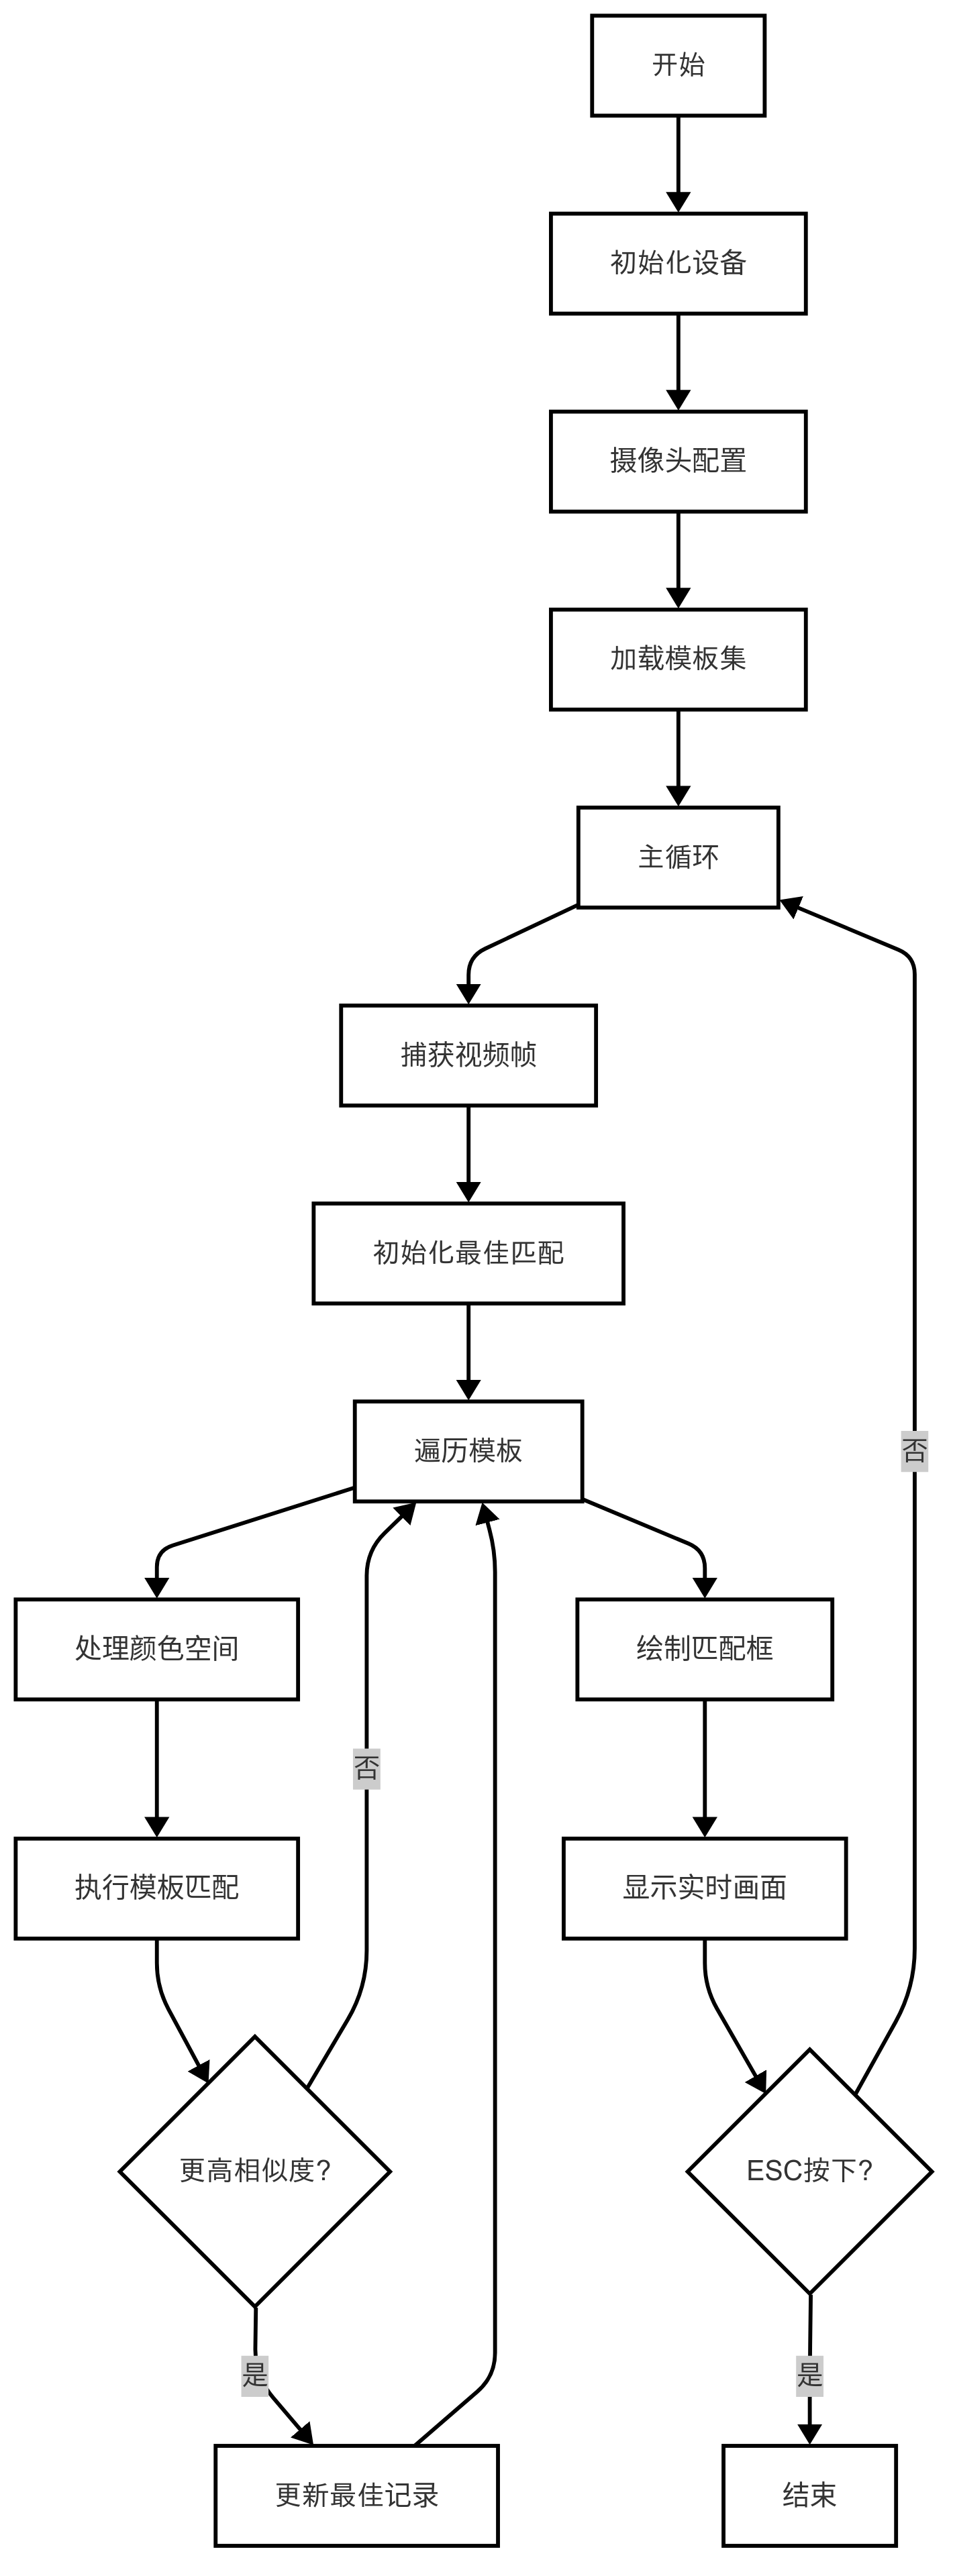 开始
初始化设备
摄像头配置
加载模板集
主循环
捕获视频帧
初始化最佳匹配
遍历模板
否
处理颜色空间
绘制匹配框
否
执行模板匹配
显示实时画面
更高相似度?
ESC按下?
是
是
更新最佳记录
结束